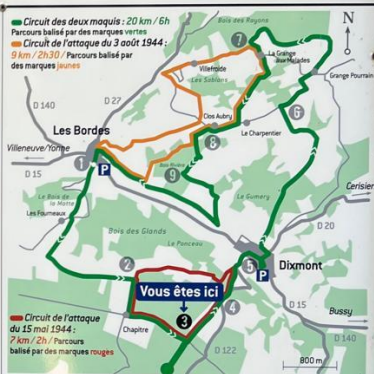 Circuit des deux maquis : 20 km / 6h
Parcours balisé par des marques vertes
Circuit de l'attaque du 3 août 1944 :
9 km / 2h30 / Parcours balisé par
des marques jaunes
Bois des Rayons
N
7
La Grange
aux Malades
Villefroide
Les Sablons
Grange Pourrain
D 140
D 27
6
Clos Aubry
Les Bordes
Le Charpentier
Villeneuve/Yonne
8
1
P
D 15
9
Bois Rivière
Le Bois de
la Motte
Le Gumery
Cerisiers
D 20
Les Fourneaux
Bois des Glands
Le Ponceau
5
Dixmont
P
2
Vous êtes ici
D 15
Bussy
3
4
Circuit de l'attaque
du 15 mai 1944 :
7 km / 2h / Parcours
balisé par des marques rouges
Chapitre
D 122
D 140
800 m